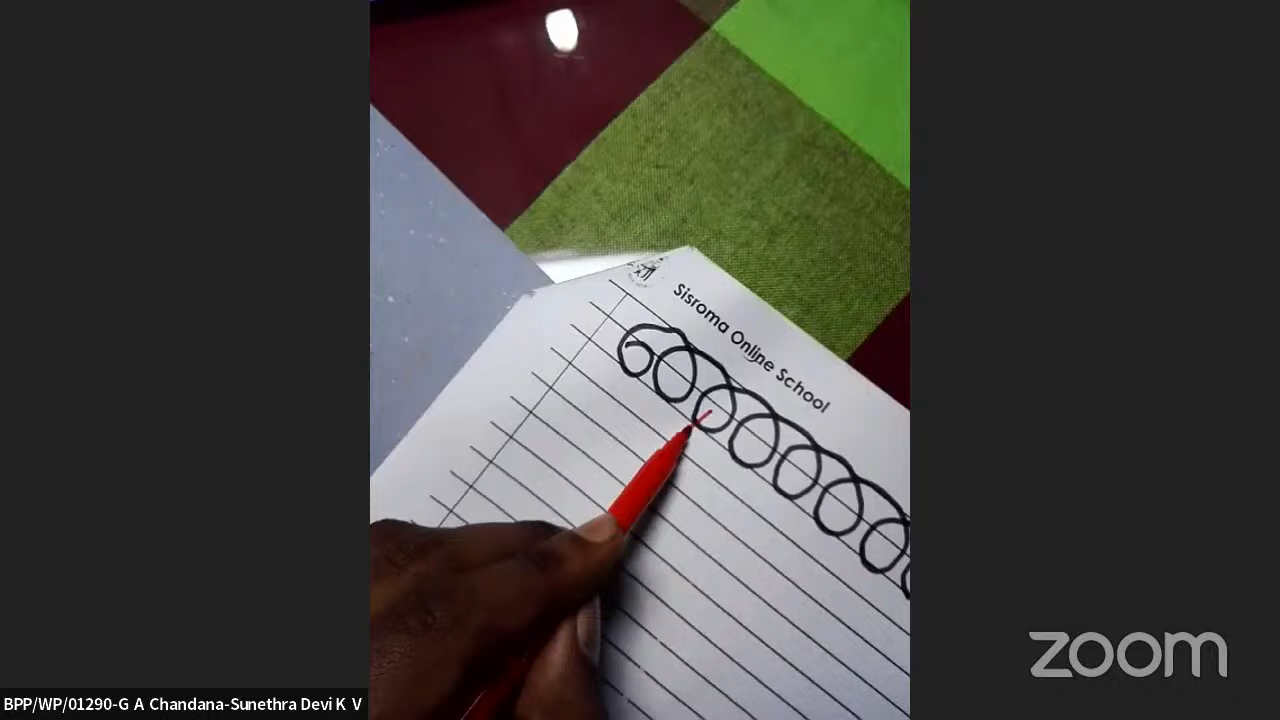 Sisroma Online School
zoom
BPP/WP/01290-G A Chandana-Sunethra Devi K V